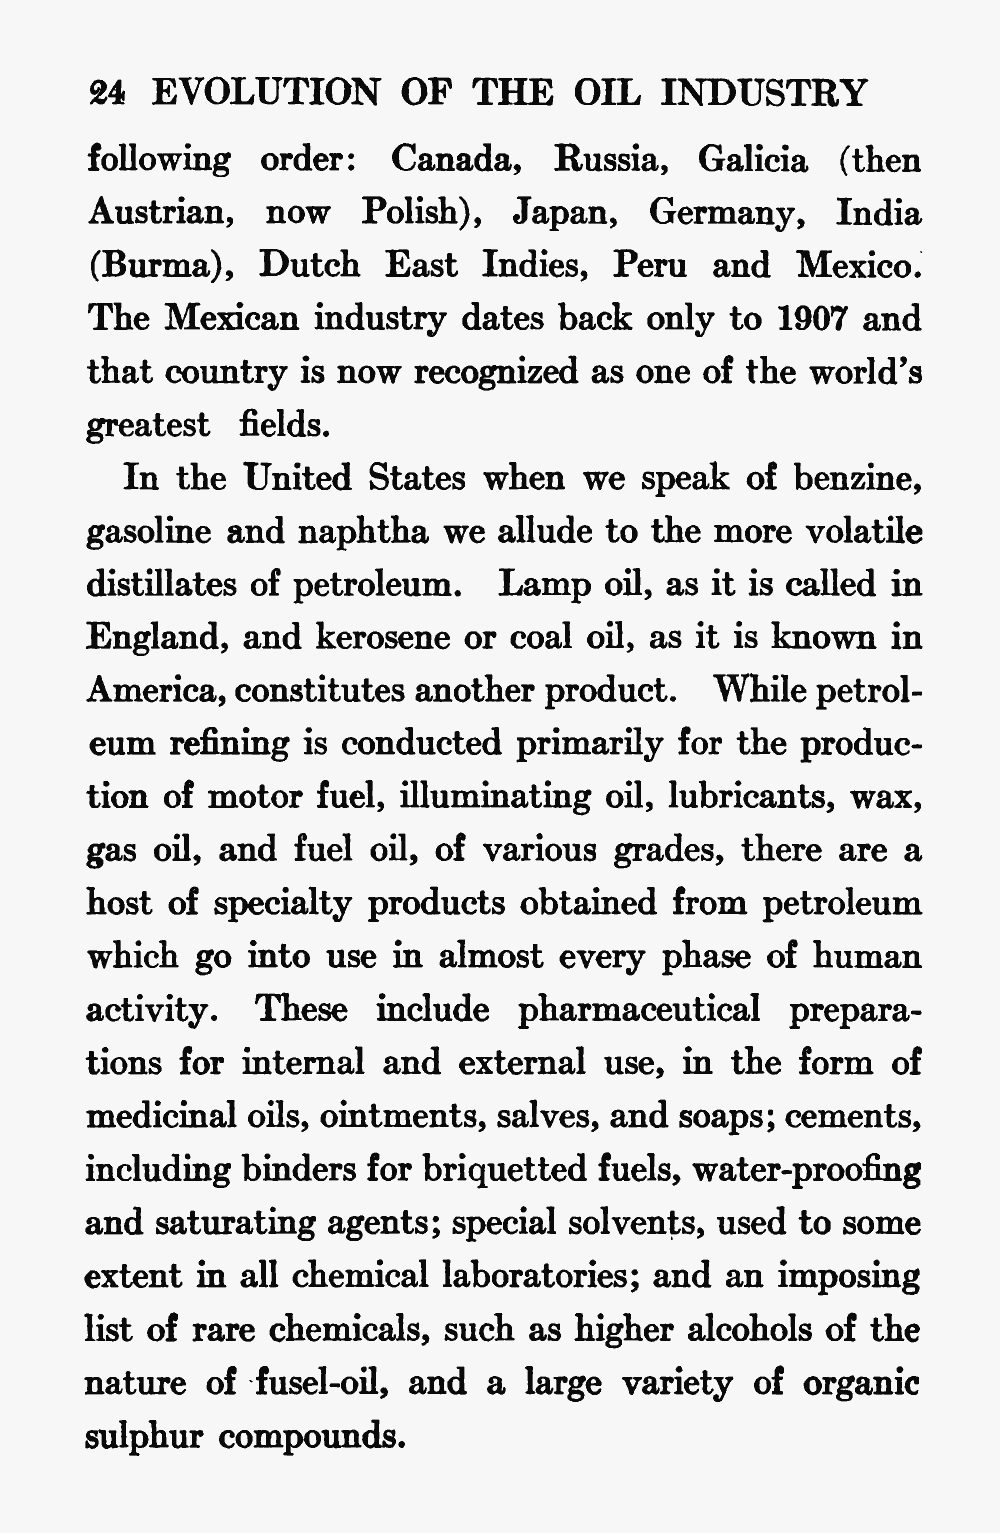 24 EVOLUTION OF THE OIL INDUSTRY
following order: Canada, Russia, Galicia (then
Austrian, now Polish), Japan, Germany, India
(Burma), Dutch East Indies, Peru and Mexico.
The Mexican industry dates back only to 1907 and
that country is now recognized as one of the world's
greatest fields.
In the United States when we speak of benzine,
gasoline and naphtha we allude to the more volatile
distillates of petroleum. Lamp oil, as it is called in
England, and kerosene or coal oil, as it is known in
America, constitutes another product. While petrol-
eum refining is conducted primarily for the produc-
tion of motor fuel, illuminating oil, lubricants, wax,
gas oil, and fuel oil, of various grades, there are a
host of specialty products obtained from petroleum
which go into use in almost every phase of human
activity. These include pharmaceutical prepara-
tions for internal and external use, in the form of
medicinal oils, ointments, salves, and soaps; cements,
including binders for briquetted fuels, water-proofing
and saturating agents; special solvents, used to some
extent in all chemical laboratories; and an imposing
list of rare chemicals, such as higher alcohols of the
nature of fusel-oil, and a large variety of organic
sulphur compounds.